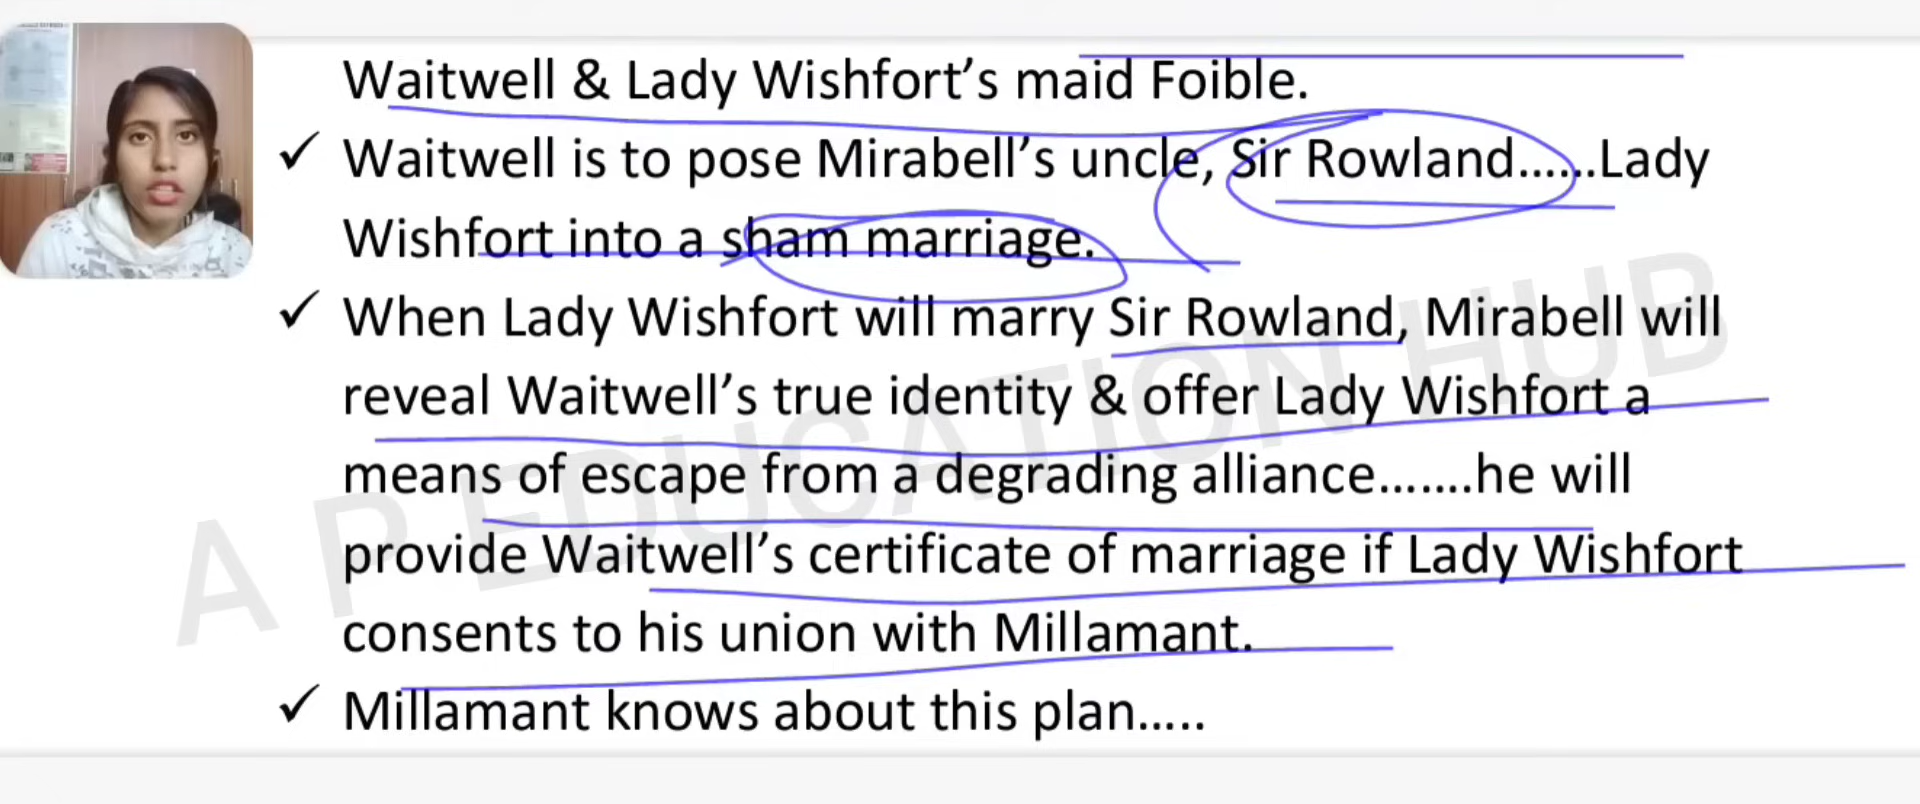 Waitwell & Lady Wishfort’s maid Foible.
✓ Waitwell is to pose Mirabell’s uncle, Sir Rowland......Lady
Wishfort into a sham marriage.
✓ When Lady Wishfort will marry Sir Rowland, Mirabell will
reveal Waitwell’s true identity & offer Lady Wishfort a
means of escape from a degrading alliance.......he will
provide Waitwell’s certificate of marriage if Lady Wishfort
consents to his union with Millamant.
✓ Millamant knows about this plan.....
A P EDUCATION HUB